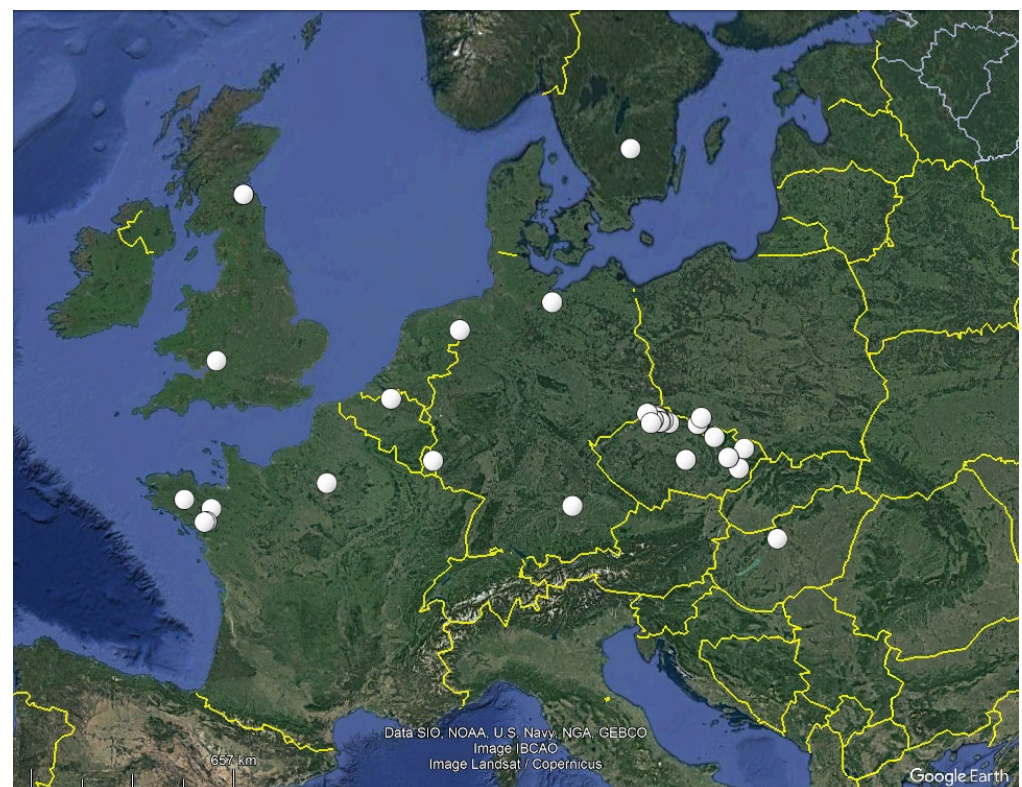 Data SIO, NOAA, U.S. Navy, NGA, GEBCO
Image IBCAO
657 km
Image Landsat / Copernicus
Google Earth